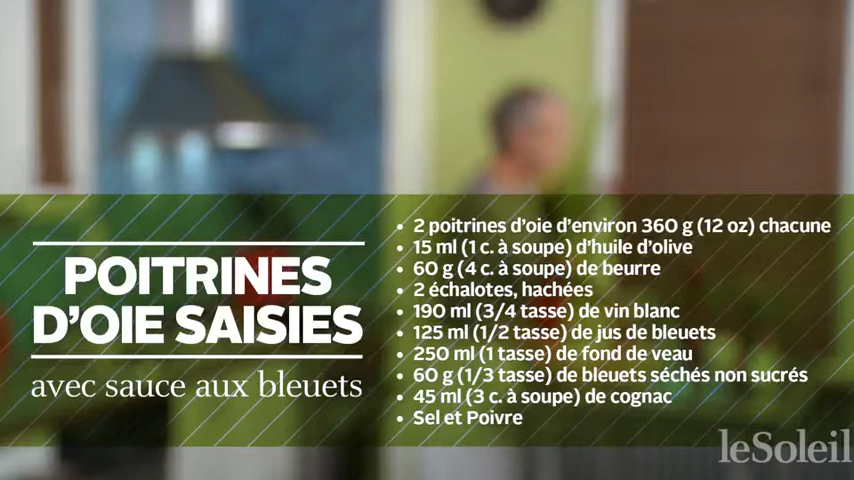 POITRINES
D'OIE SAISIES
avec sauce aux bleuets
• 2 poitrines d'oie d'environ 360 g (12 oz) chacune
• 15 ml (1 c. à soupe) d'huile d'olive
• 60 g (4 c. à soupe) de beurre
• 2 échalotes, hachées
• 190 ml (3/4 tasse) de vin blanc
• 125 ml (1/2 tasse) de jus de bleuets
• 250 ml (1 tasse) de fond de veau
• 60 g (1/3 tasse) de bleuets séchés non sucrés
• 45 ml (3 c. à soupe) de cognac
• Sel et Poivre
leSoleil